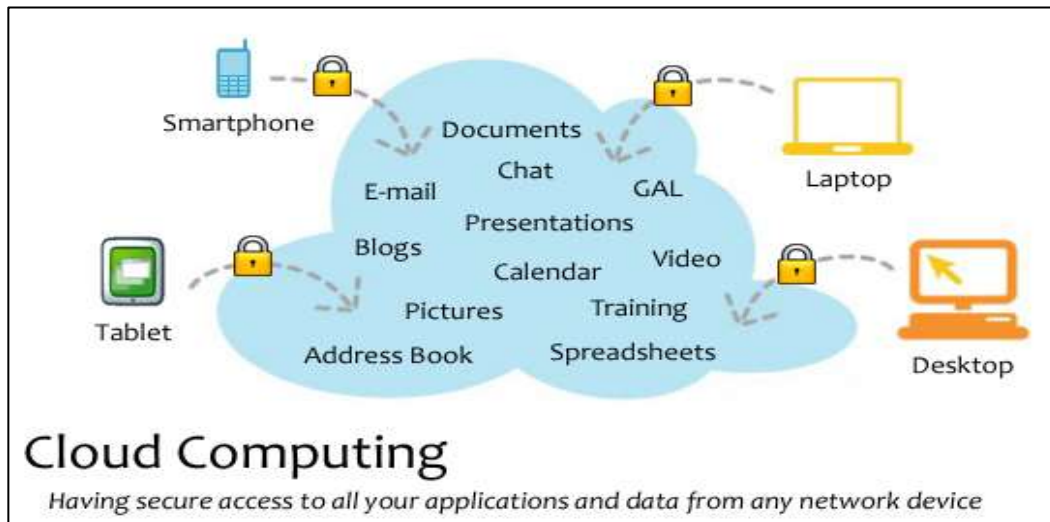 Smartphone
Documents
Chat
E-mail
GAL
Laptop
Presentations
Blogs
Calendar
Video
Tablet
Pictures
Training
Address Book
Spreadsheets
Desktop
Cloud Computing
Having secure access to all your applications and data from any network device